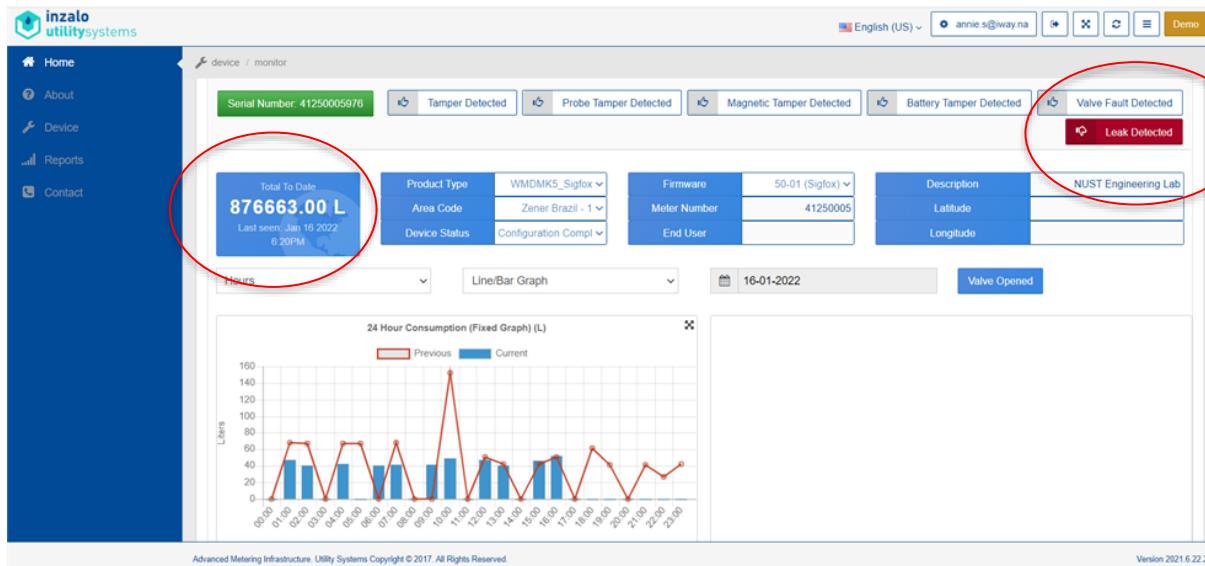 inzalo
utilitysystems
English (US)
annie.s@iway.na
Demo
Home
About
Device
Reports
Contact
device / monitor
Serial Number: 41250005976
Tamper Detected
Probe Tamper Detected
Magnetic Tamper Detected
Battery Tamper Detected
Valve Fault Detected
Leak Detected
Total To Date
876663.00 L
Last seen: Jan 16 2022
6:20PM
Product Type WMDMK5_Sigfox
Area Code Zener Brazil - 1
Device Status Configuration Compl
Firmware 50-01 (Sigfox)
Meter Number 41250005
End User
Description NUST Engineering Lab
Latitude
Longitude
Hours
Line/Bar Graph
16-01-2022
Valve Opened
24 Hour Consumption (Fixed Graph) (L)
Previous Current
Liters
160
140
120
100
80
60
40
20
0
00:00 01:00 02:00 03:00 04:00 05:00 06:00 07:00 08:00 09:00 10:00 11:00 12:00 13:00 14:00 15:00 16:00 17:00 18:00 19:00 20:00 21:00 22:00 23:00
Advanced Metering Infrastructure. Utility Systems Copyright © 2017. All Rights Reserved.
Version 2021.6.22.